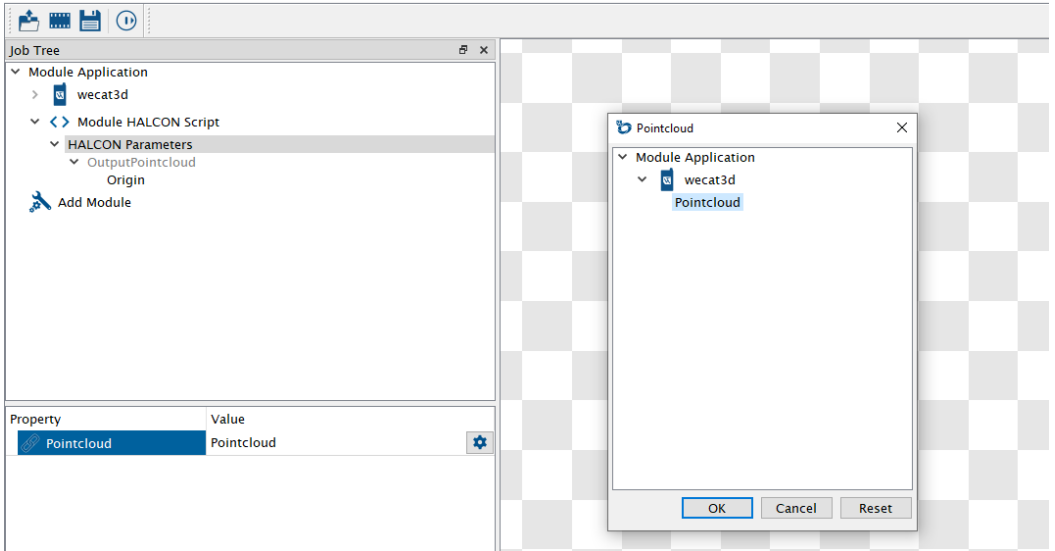 Job Tree
Module Application
wecat3d
Module HALCON Script
HALCON Parameters
OutputPointcloud
Origin
Add Module
Property Value
Pointcloud Pointcloud
Pointcloud
Module Application
wecat3d
Pointcloud
OK Cancel Reset